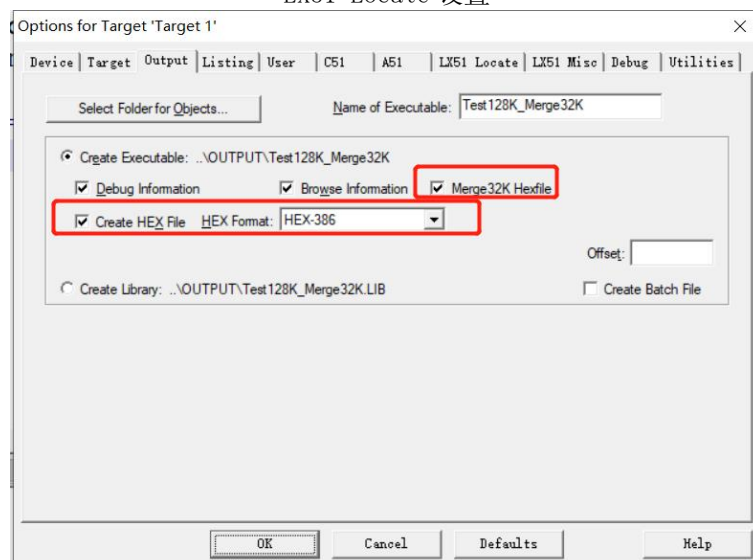 LX51 Locate 设置
Options for Target 'Target 1'
Device Target Output Listing User C51 A51 LX51 Locate LX51 Misc Debug Utilities
Select Folder for Objects... Name of Executable: Test128K_Merge32K
Create Executable: ..\OUTPUT\Test128K_Merge32K
Debug Information Browse Information Merge32K Hexfile
Create HEX File HEX Format: HEX-386
Offset:
Create Library: ..\OUTPUT\Test128K_Merge32K.LIB Create Batch File
OK Cancel Defaults Help